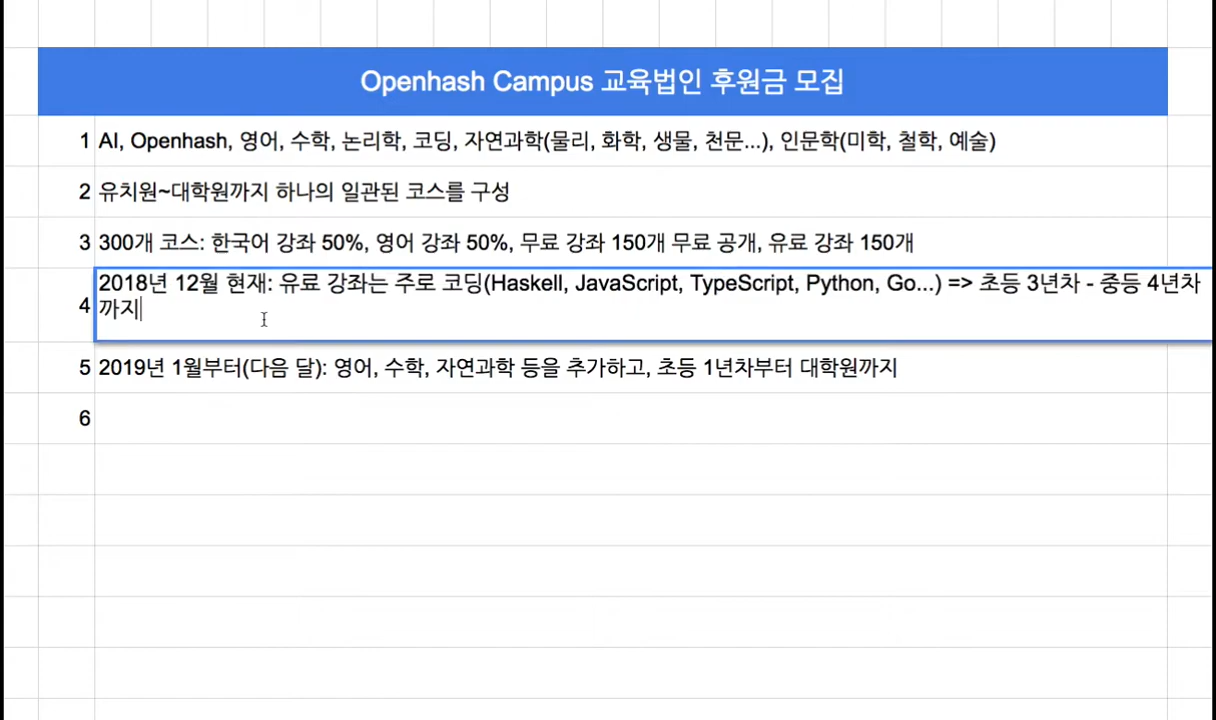 Openhash Campus 교육법인 후원금 모집
1 AI, Openhash, 영어, 수학, 논리학, 코딩, 자연과학(물리, 화학, 생물, 천문...), 인문학(미학, 철학, 예술)
2 유치원~대학원까지 하나의 일관된 코스를 구성
3 300개 코스: 한국어 강좌 50%, 영어 강좌 50%, 무료 강좌 150개 무료 공개, 유료 강좌 150개
4 2018년 12월 현재: 유료 강좌는 주로 코딩(Haskell, JavaScript, TypeScript, Python, Go...) => 초등 3년차 - 중등 4년차
까지
5 2019년 1월부터(다음 달): 영어, 수학, 자연과학 등을 추가하고, 초등 1년차부터 대학원까지
6